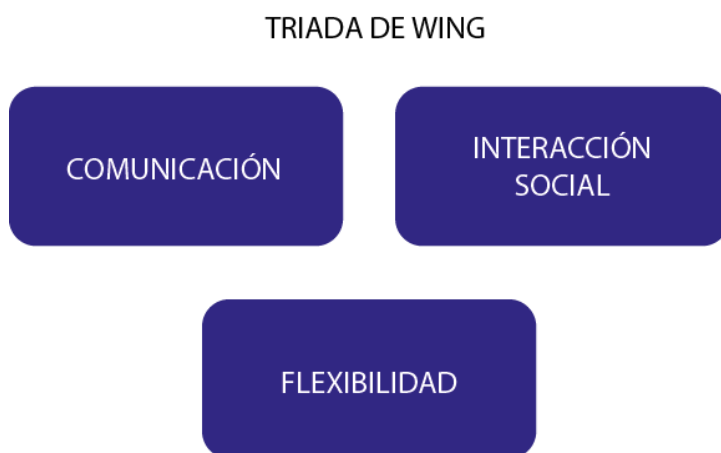 TRIADA DE WING
COMUNICACIÓN
INTERACCIÓN
SOCIAL
FLEXIBILIDAD